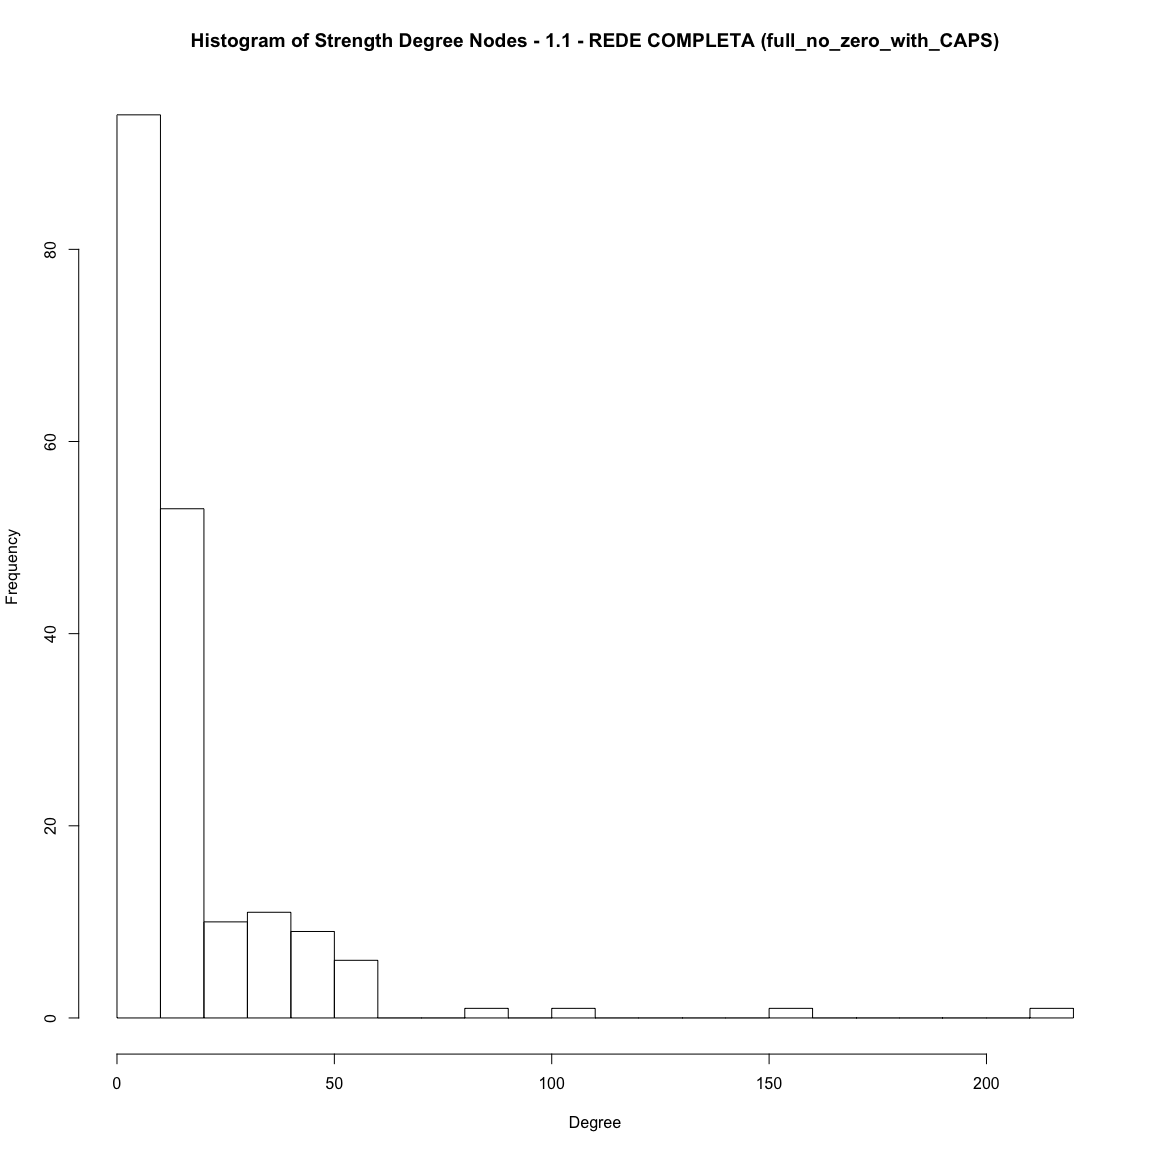 Histogram of Strength Degree Nodes - 1.1 - REDE COMPLETA (full_no_zero_with_CAPS)
Frequency
80
60
40
20
0
0 50 100 150 200
Degree